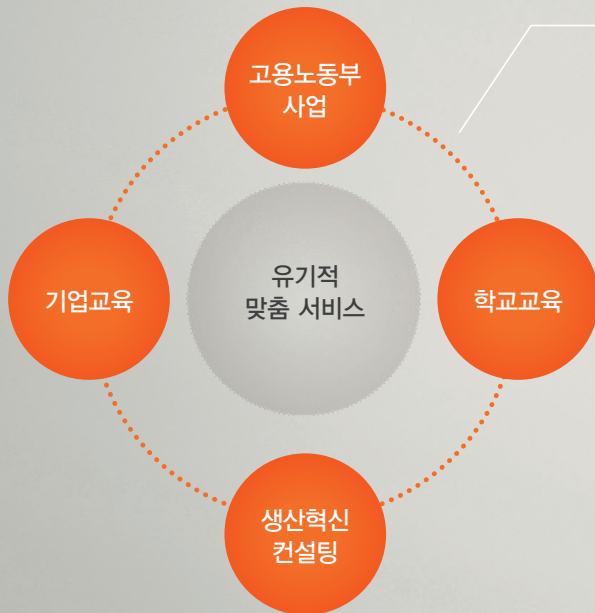 고용노동부
사업
기업교육
유기적
맞춤 서비스
학교교육
생산혁신
컨설팅